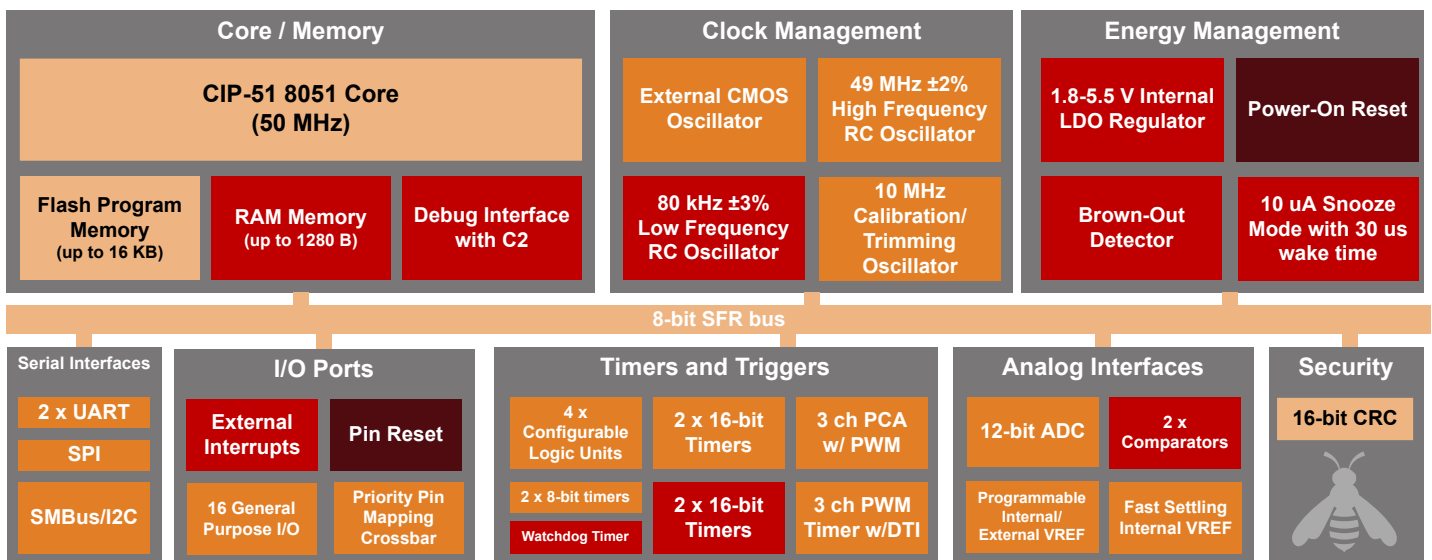 Core / Memory
CIP-51 8051 Core
(50 MHz)
Flash Program
Memory
(up to 16 KB)
RAM Memory
(up to 1280 B)
Debug Interface
with C2
Clock Management
External CMOS
Oscillator
49 MHz ±2%
High Frequency
RC Oscillator
80 kHz ±3%
Low Frequency
RC Oscillator
10 MHz
Calibration/
Trimming
Oscillator
Energy Management
1.8-5.5 V Internal
LDO Regulator
Power-On Reset
Brown-Out
Detector
10 uA Snooze
Mode with 30 us
wake time
8-bit SFR bus
Serial Interfaces
2 x UART
SPI
SMBus/I2C
I/O Ports
External
Interrupts
Pin Reset
16 General
Purpose I/O
Priority Pin
Mapping
Crossbar
Timers and Triggers
4 x
Configurable
Logic Units
2 x 16-bit
Timers
3 ch PCA
w/ PWM
2 x 8-bit timers
Watchdog Timer
2 x 16-bit
Timers
3 ch PWM
Timer w/DTI
Analog Interfaces
12-bit ADC
2 x
Comparators
Programmable
Internal/
External VREF
Fast Settling
Internal VREF
Security
16-bit CRC